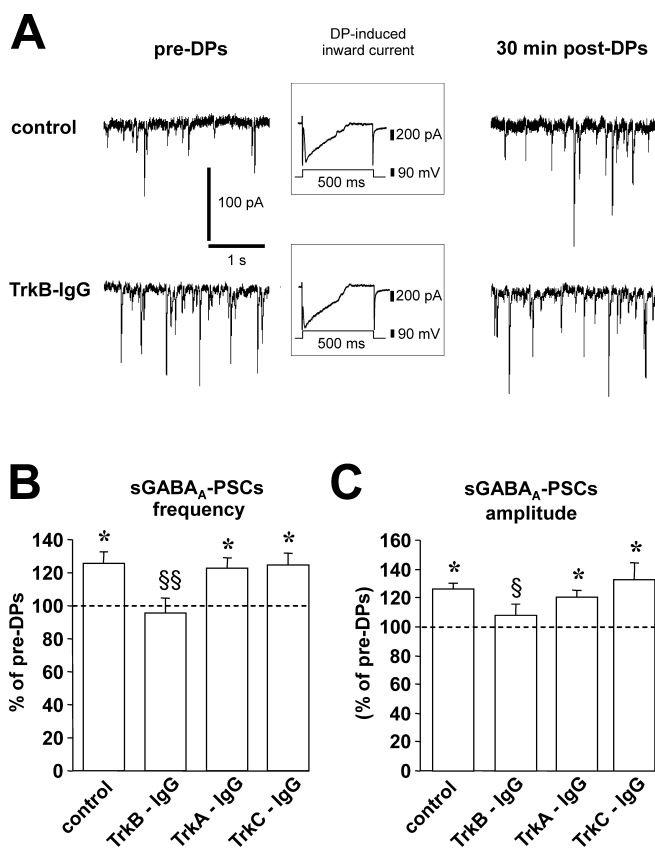 A
pre-DPs
DP-induced
inward current
30 min post-DPs
control
200 pA
90 mV
500 ms
100 pA
1 s
TrkB-IgG
200 pA
90 mV
500 ms
B
sGABAA-PSCs
frequency
% of pre-DPs
140
120
100
80
60
40
20
0
*
§§
*
*
control
TrkB - IgG
TrkA - IgG
TrkC - IgG
C
sGABAA-PSCs
amplitude
(% of pre-DPs)
160
140
120
100
80
60
40
20
0
*
§
*
*
control
TrkB - IgG
TrkA - IgG
TrkC - IgG